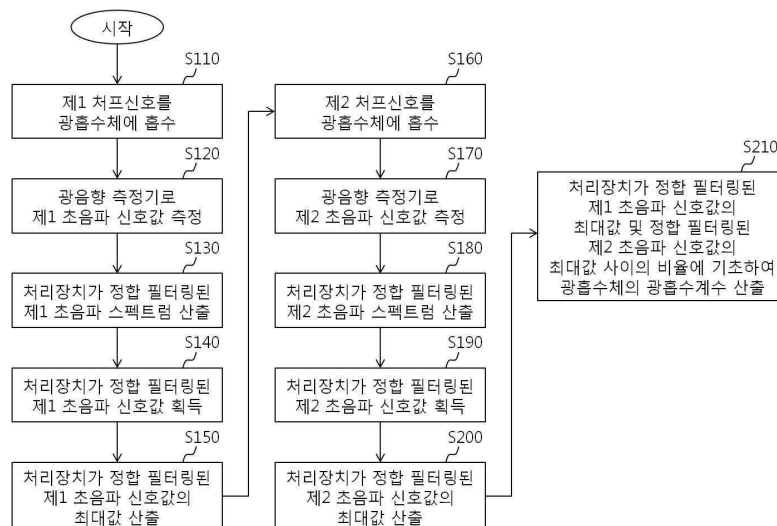 시작
S110
제1 처프신호를
광흡수체에 흡수
S120
광음향 측정기로
제1 초음파 신호값 측정
S130
처리장치가 정합 필터링된
제1 초음파 스펙트럼 산출
S140
처리장치가 정합 필터링된
제1 초음파 신호값 획득
S150
처리장치가 정합 필터링된
제1 초음파 신호값의
최대값 산출
S160
제2 처프신호를
광흡수체에 흡수
S170
광음향 측정기로
제2 초음파 신호값 측정
S180
처리장치가 정합 필터링된
제2 초음파 스펙트럼 산출
S190
처리장치가 정합 필터링된
제2 초음파 신호값 획득
S200
처리장치가 정합 필터링된
제2 초음파 신호값의
최대값 산출
S210
처리장치가 정합 필터링된
제1 초음파 신호값의
최대값 및 정합 필터링된
제2 초음파 신호값의
최대값 사이의 비율에 기초하여
광흡수체의 광흡수계수 산출